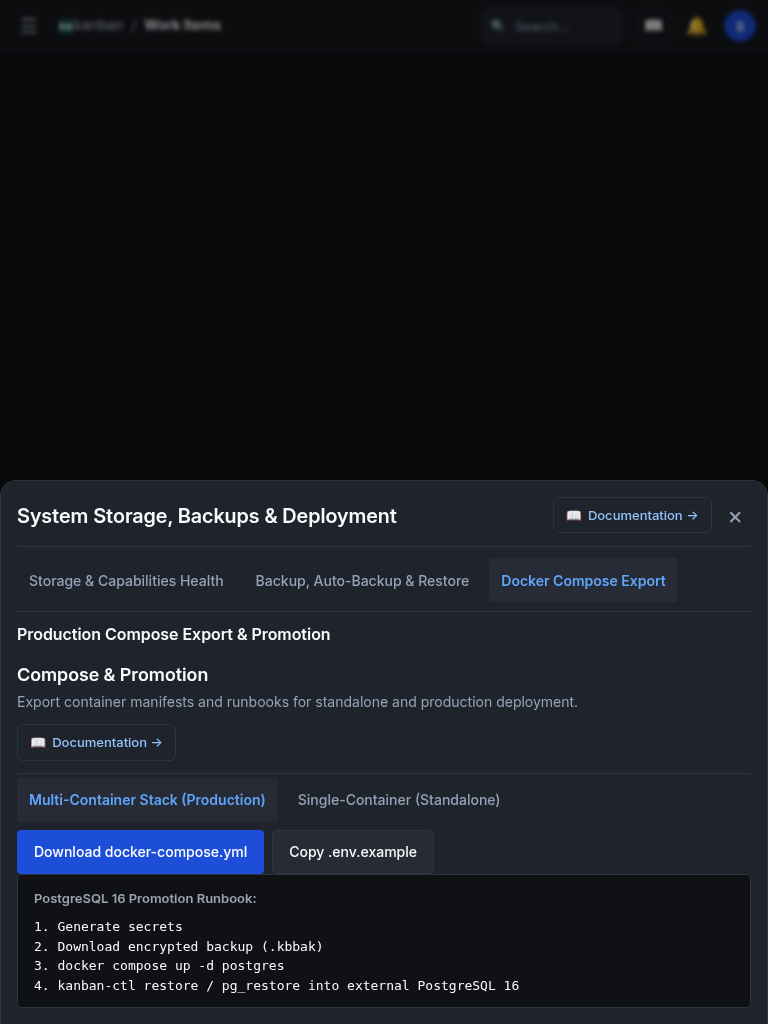 kanban / Work Items
Search...
S
System Storage, Backups & Deployment
Documentation →
Storage & Capabilities Health
Backup, Auto-Backup & Restore
Docker Compose Export
Production Compose Export & Promotion
Compose & Promotion
Export container manifests and runbooks for standalone and production deployment.
Documentation →
Multi-Container Stack (Production)
Single-Container (Standalone)
Download docker-compose.yml
Copy .env.example
PostgreSQL 16 Promotion Runbook:
1. Generate secrets
2. Download encrypted backup (.kbbak)
3. docker compose up -d postgres
4. kanban-ctl restore / pg_restore into external PostgreSQL 16